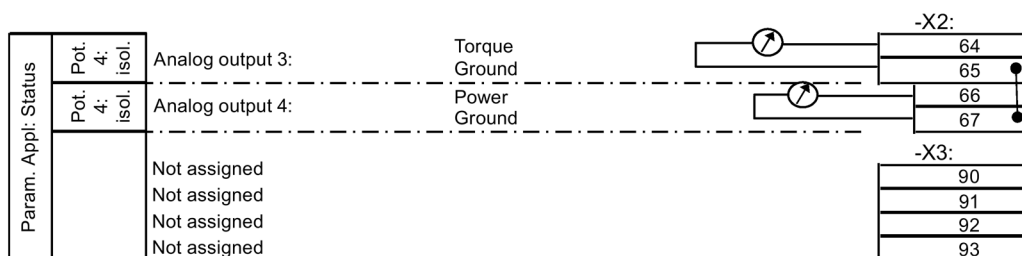 -X2:
Param. Appl: Status
Pot. 4: isol.
Analog output 3:
Torque
Ground
64
65
Pot. 4: isol.
Analog output 4:
Power
Ground
66
67
-X3:
Not assigned
90
Not assigned
91
Not assigned
92
Not assigned
93